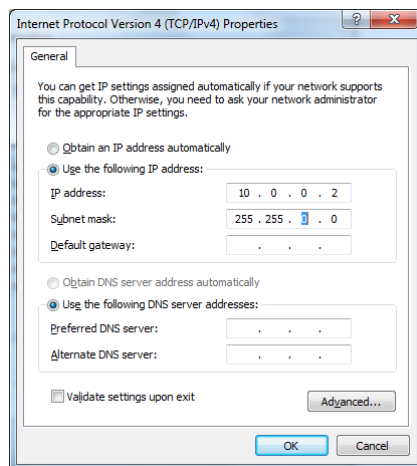 Internet Protocol Version 4 (TCP/IPv4) Properties
? X
General
You can get IP settings assigned automatically if your network supports
this capability. Otherwise, you need to ask your network administrator
for the appropriate IP settings.
Obtain an IP address automatically
Use the following IP address:
IP address: 10 . 0 . 0 . 2
Subnet mask: 255 . 255 . 0 . 0
Default gateway: . . .
Obtain DNS server address automatically
Use the following DNS server addresses:
Preferred DNS server: . . .
Alternate DNS server: . . .
Validate settings upon exit
Advanced...
OK Cancel